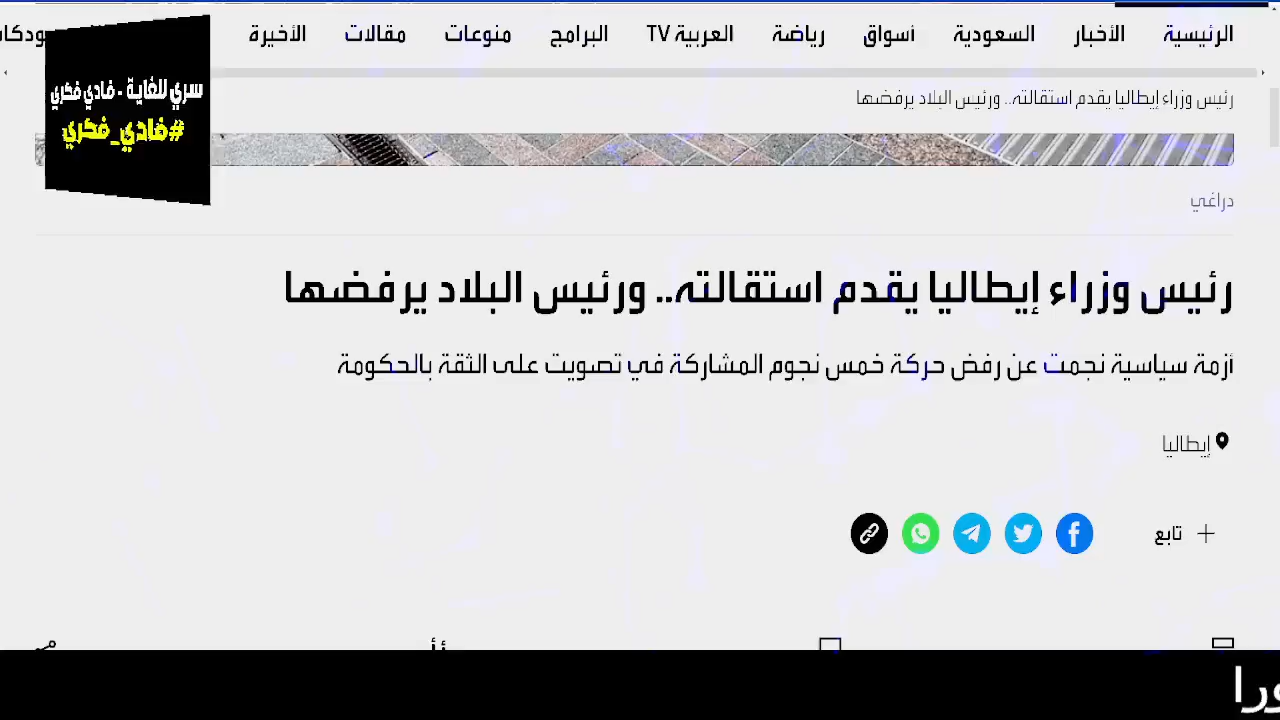 الرئيسية الأخبار السعودية أسواق رياضة العربية TV البرامج منوعات مقالات الأخيرة
سري للغاية - فادي فكري
#فادي_فكري
رئيس وزراء إيطاليا يقدم استقالته.. ورئيس البلاد يرفضها
دراغي
رئيس وزراء إيطاليا يقدم استقالته.. ورئيس البلاد يرفضها
أزمة سياسية نجمت عن رفض حركة خمس نجوم المشاركة في تصويت على الثقة بالحكومة
إيطاليا
تابع